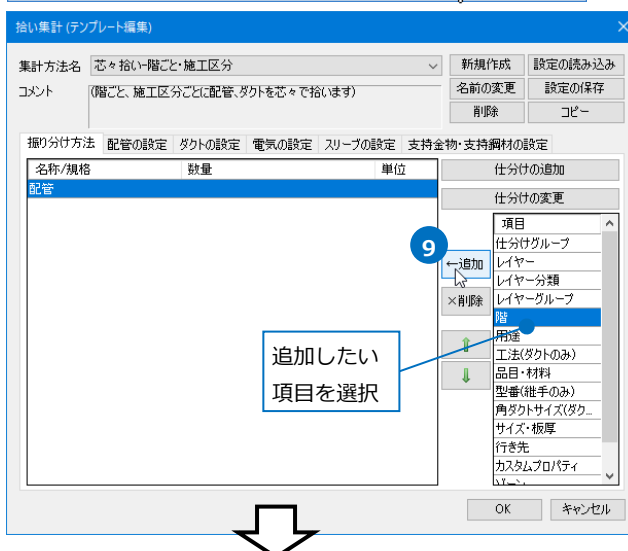 拾い集計 (テンプレート編集)
集計方法名 芯々拾い-階ごと・施工区分 新規作成 設定の読み込み
コメント (階ごと、施工区分ごとに配管、ダクトを芯々で拾います) 名前の変更 設定の保存
削除 コピー
振り分け方法 配管の設定 ダクトの設定 電気の設定 スリーブの設定 支持金物・支持鋼材の設定
名称/規格 数量 単位 仕分けの追加
配管 仕分けの変更
項目
仕分けグループ
9
←追加 レイヤー
レイヤー分類
×削除 レイヤーグループ
階
用途
工法(ダクトのみ)
追加したい
項目を選択
品目・材料
型番(継手のみ)
角ダクトサイズ(ダク...
サイズ・板厚
行き先
カスタムプロパティ
ゾーン
OK キャンセル